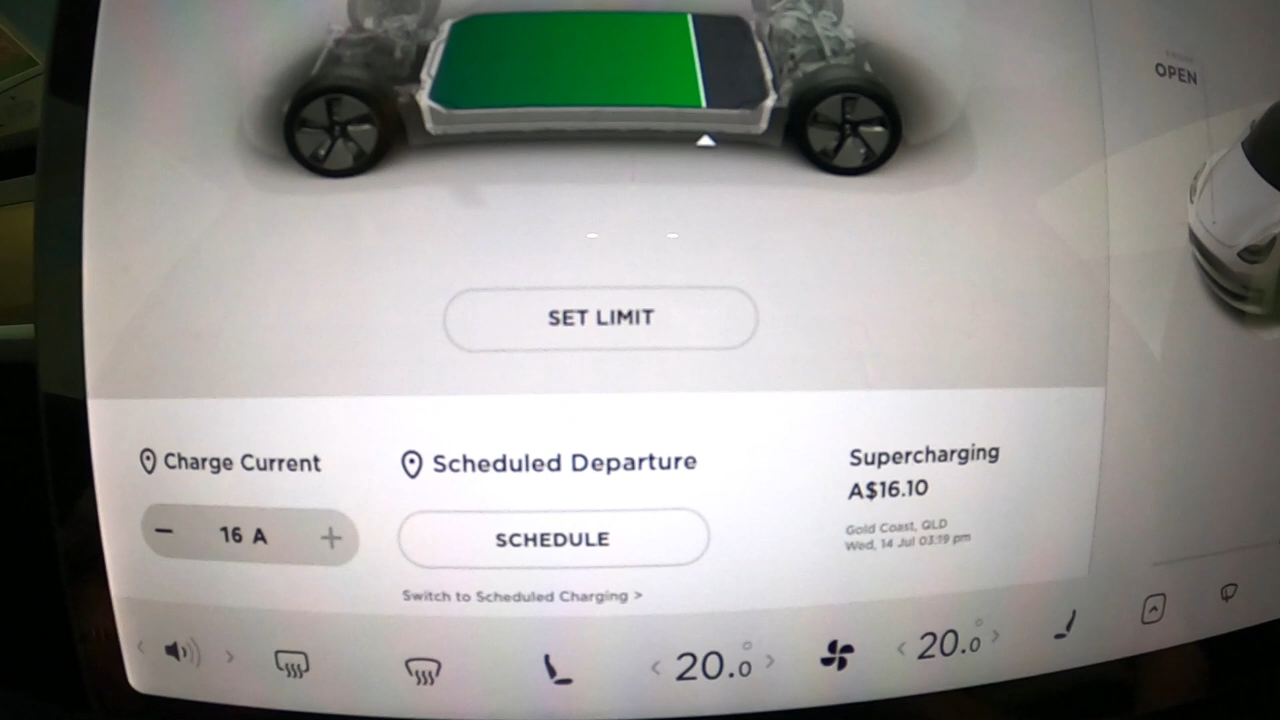 OPEN
SET LIMIT
Charge Current
Scheduled Departure
Supercharging
A$16.10
− 16 A +
SCHEDULE
Gold Coast, QLD
Wed, 14 Jul 03:19 pm
Switch to Scheduled Charging >
< > < 20.0° > < 20.0° >